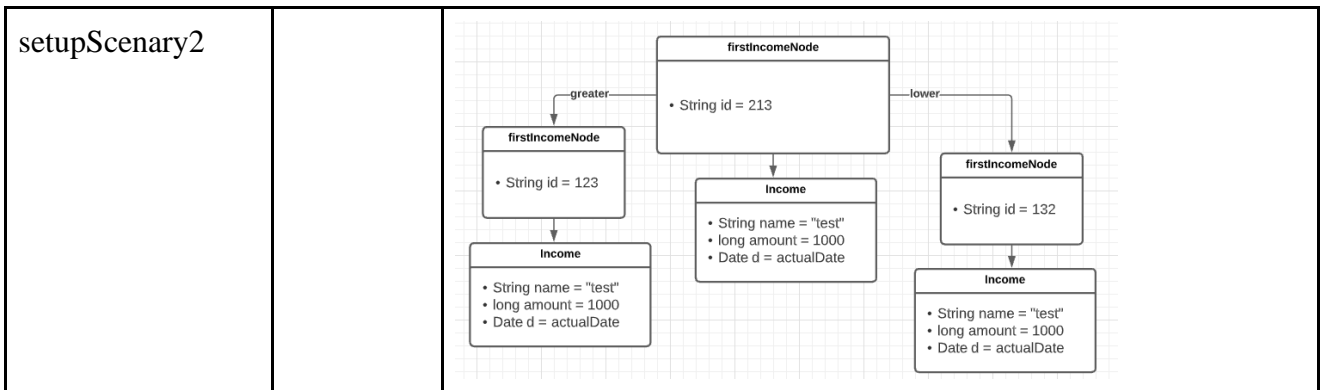 setupScenary2
firstIncomeNode
• String id = 213
greater
lower
firstIncomeNode
• String id = 123
Income
• String name = "test"
• long amount = 1000
• Date d = actualDate
Income
• String name = "test"
• long amount = 1000
• Date d = actualDate
firstIncomeNode
• String id = 132
Income
• String name = "test"
• long amount = 1000
• Date d = actualDate